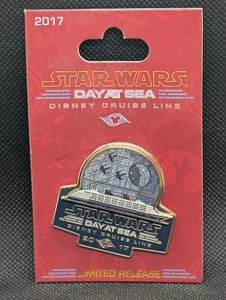 2017
STAR WARS
DAY AT SEA
DISNEY CRUISE LINE
STAR WARS
DAY AT SEA
DISNEY CRUISE LINE
20 17
LIMITED RELEASE